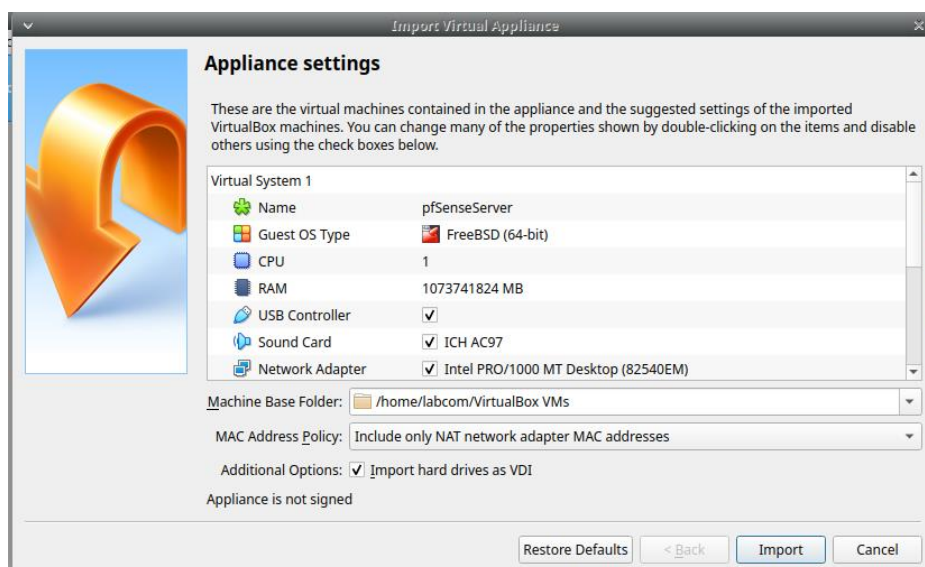 Import Virtual Appliance
Appliance settings
These are the virtual machines contained in the appliance and the suggested settings of the imported
VirtualBox machines. You can change many of the properties shown by double-clicking on the items and disable
others using the check boxes below.
Virtual System 1
Name pfSenseServer
Guest OS Type FreeBSD (64-bit)
CPU 1
RAM 1073741824 MB
USB Controller
Sound Card ICH AC97
Network Adapter Intel PRO/1000 MT Desktop (82540EM)
Machine Base Folder: /home/labcom/VirtualBox VMs
MAC Address Policy: Include only NAT network adapter MAC addresses
Additional Options: Import hard drives as VDI
Appliance is not signed
Restore Defaults < Back Import Cancel